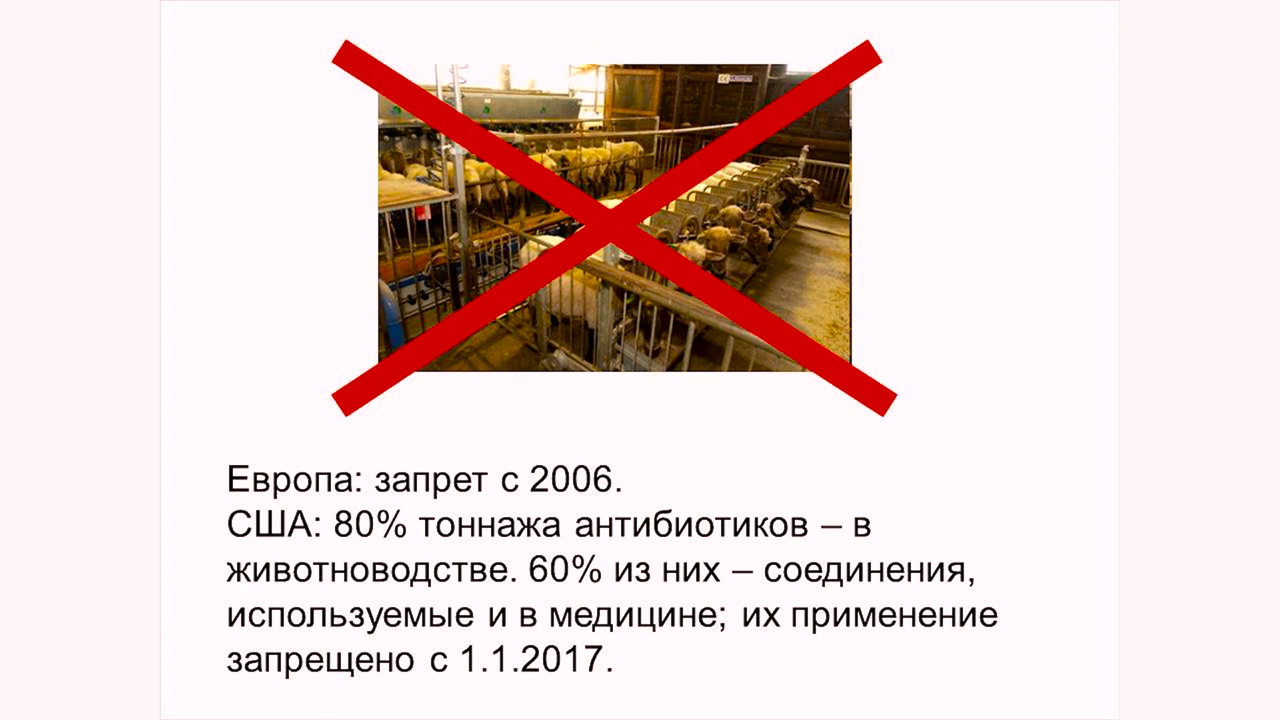 Европа: запрет с 2006.
США: 80% тоннажа антибиотиков – в
животноводстве. 60% из них – соединения,
используемые и в медицине; их применение
запрещено с 1.1.2017.